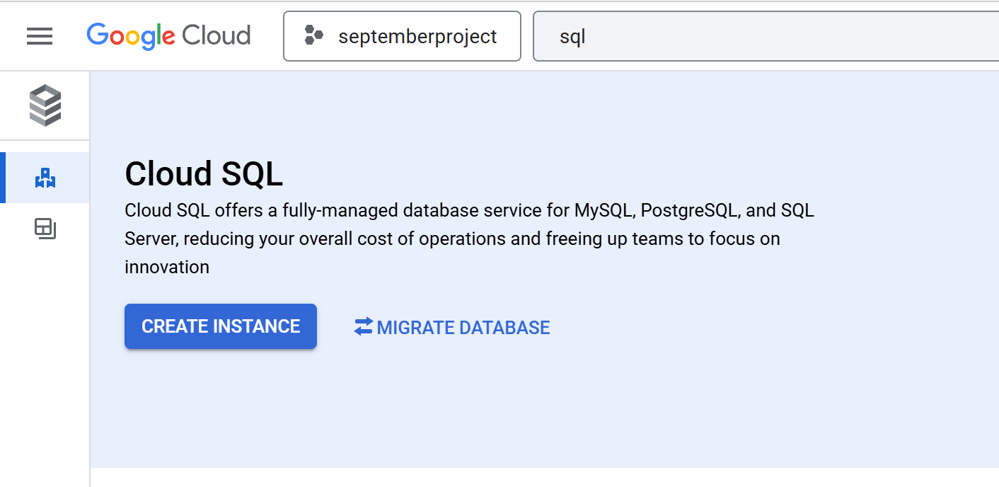 Google Cloud
septemberproject
sql
Cloud SQL
Cloud SQL offers a fully-managed database service for MySQL, PostgreSQL, and SQL
Server, reducing your overall cost of operations and freeing up teams to focus on
innovation
CREATE INSTANCE
MIGRATE DATABASE